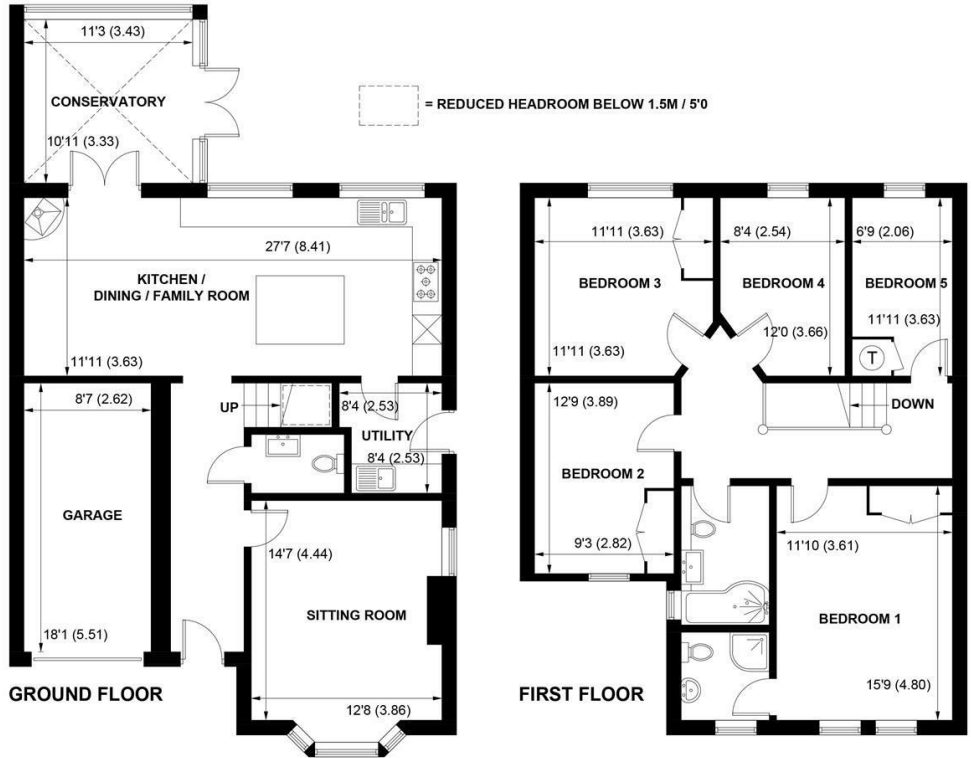 11'3 (3.43)
CONSERVATORY
10'11 (3.33)
= REDUCED HEADROOM BELOW 1.5M / 5'0
27'7 (8.41)
KITCHEN /
DINING / FAMILY ROOM
11'11 (3.63)
8'7 (2.62)
GARAGE
18'1 (5.51)
UP
8'4 (2.53)
UTILITY
8'4 (2.53)
14'7 (4.44)
SITTING ROOM
12'8 (3.86)
GROUND FLOOR
11'11 (3.63)
BEDROOM 3
11'11 (3.63)
8'4 (2.54)
BEDROOM 4
12'0 (3.66)
6'9 (2.06)
BEDROOM 5
11'11 (3.63)
T
DOWN
12'9 (3.89)
BEDROOM 2
9'3 (2.82)
11'10 (3.61)
BEDROOM 1
15'9 (4.80)
FIRST FLOOR